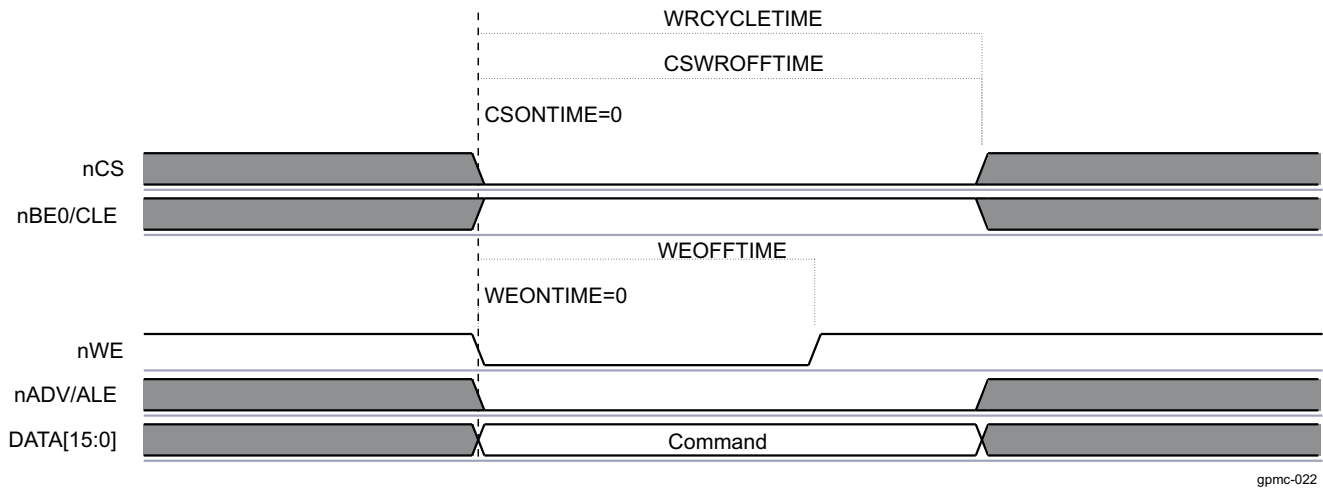 WRCYCLETIME
CSWROFFTIME
CSONTIME=0
nCS
nBE0/CLE
WEOFFTIME
WEONTIME=0
nWE
nADV/ALE
DATA[15:0] Command
gpmc-022